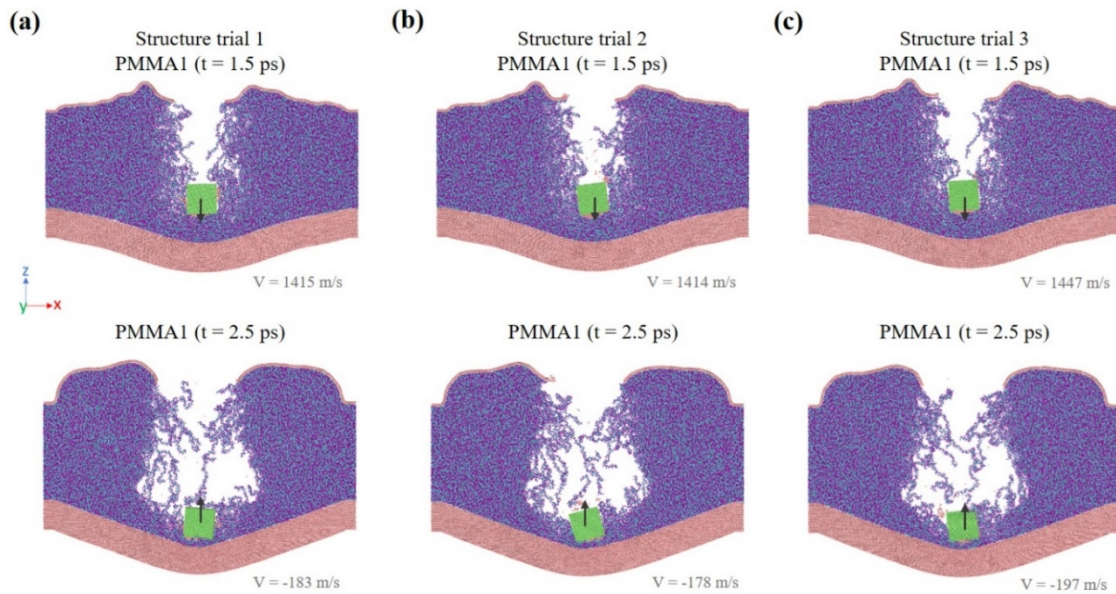 (a)
Structure trial 1
PMMA1 (t = 1.5 ps)
V = 1415 m/s
(b)
Structure trial 2
PMMA1 (t = 1.5 ps)
V = 1414 m/s
(c)
Structure trial 3
PMMA1 (t = 1.5 ps)
V = 1447 m/s
z
y
x
PMMA1 (t = 2.5 ps)
V = -183 m/s
PMMA1 (t = 2.5 ps)
V = -178 m/s
PMMA1 (t = 2.5 ps)
V = -197 m/s